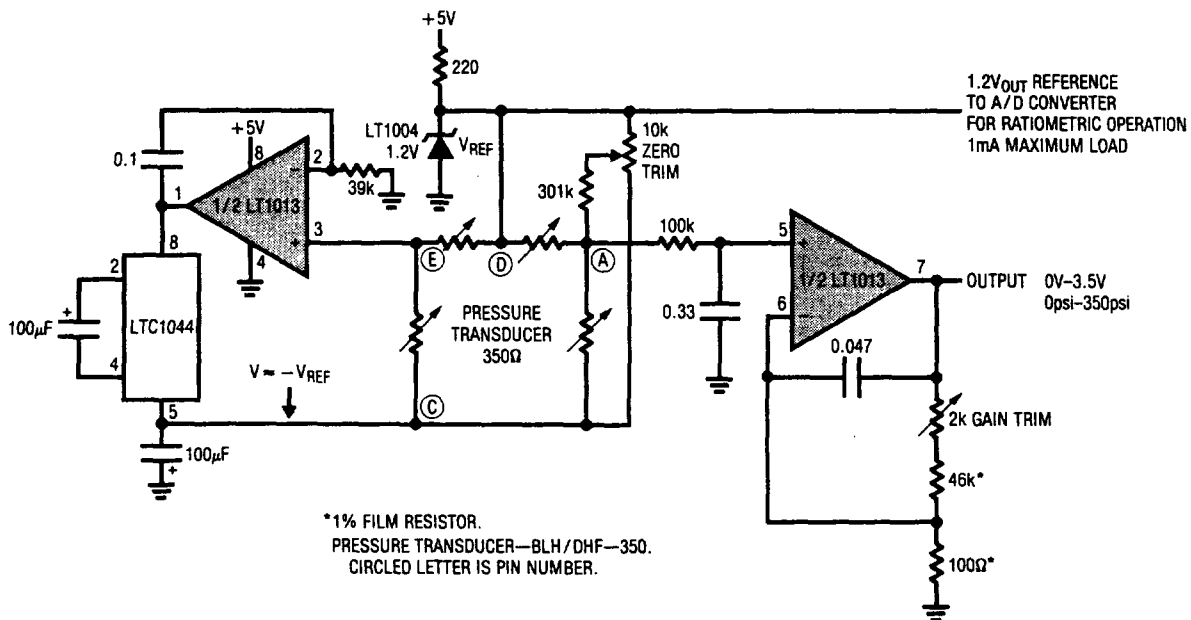 +5V
220
1.2VOUT REFERENCE
TO A/D CONVERTER
FOR RATIOMETRIC OPERATION
1mA MAXIMUM LOAD
LT1004
1.2V
VREF
10k
ZERO
TRIM
301k
0.1
+5V
8
2
−
39k
1
1/2 LT1013
+
3
4
E
D
A
100k
5
+
1/2 LT1013
7
6
−
OUTPUT 0V–3.5V
0psi–350psi
0.33
0.047
8
2
+
100µF
LTC1044
4
5
PRESSURE
TRANSDUCER
350Ω
V ≈ −VREF
C
100µF
+
2k GAIN TRIM
46k*
100Ω*
*1% FILM RESISTOR.
PRESSURE TRANSDUCER—BLH/DHF—350.
CIRCLED LETTER IS PIN NUMBER.